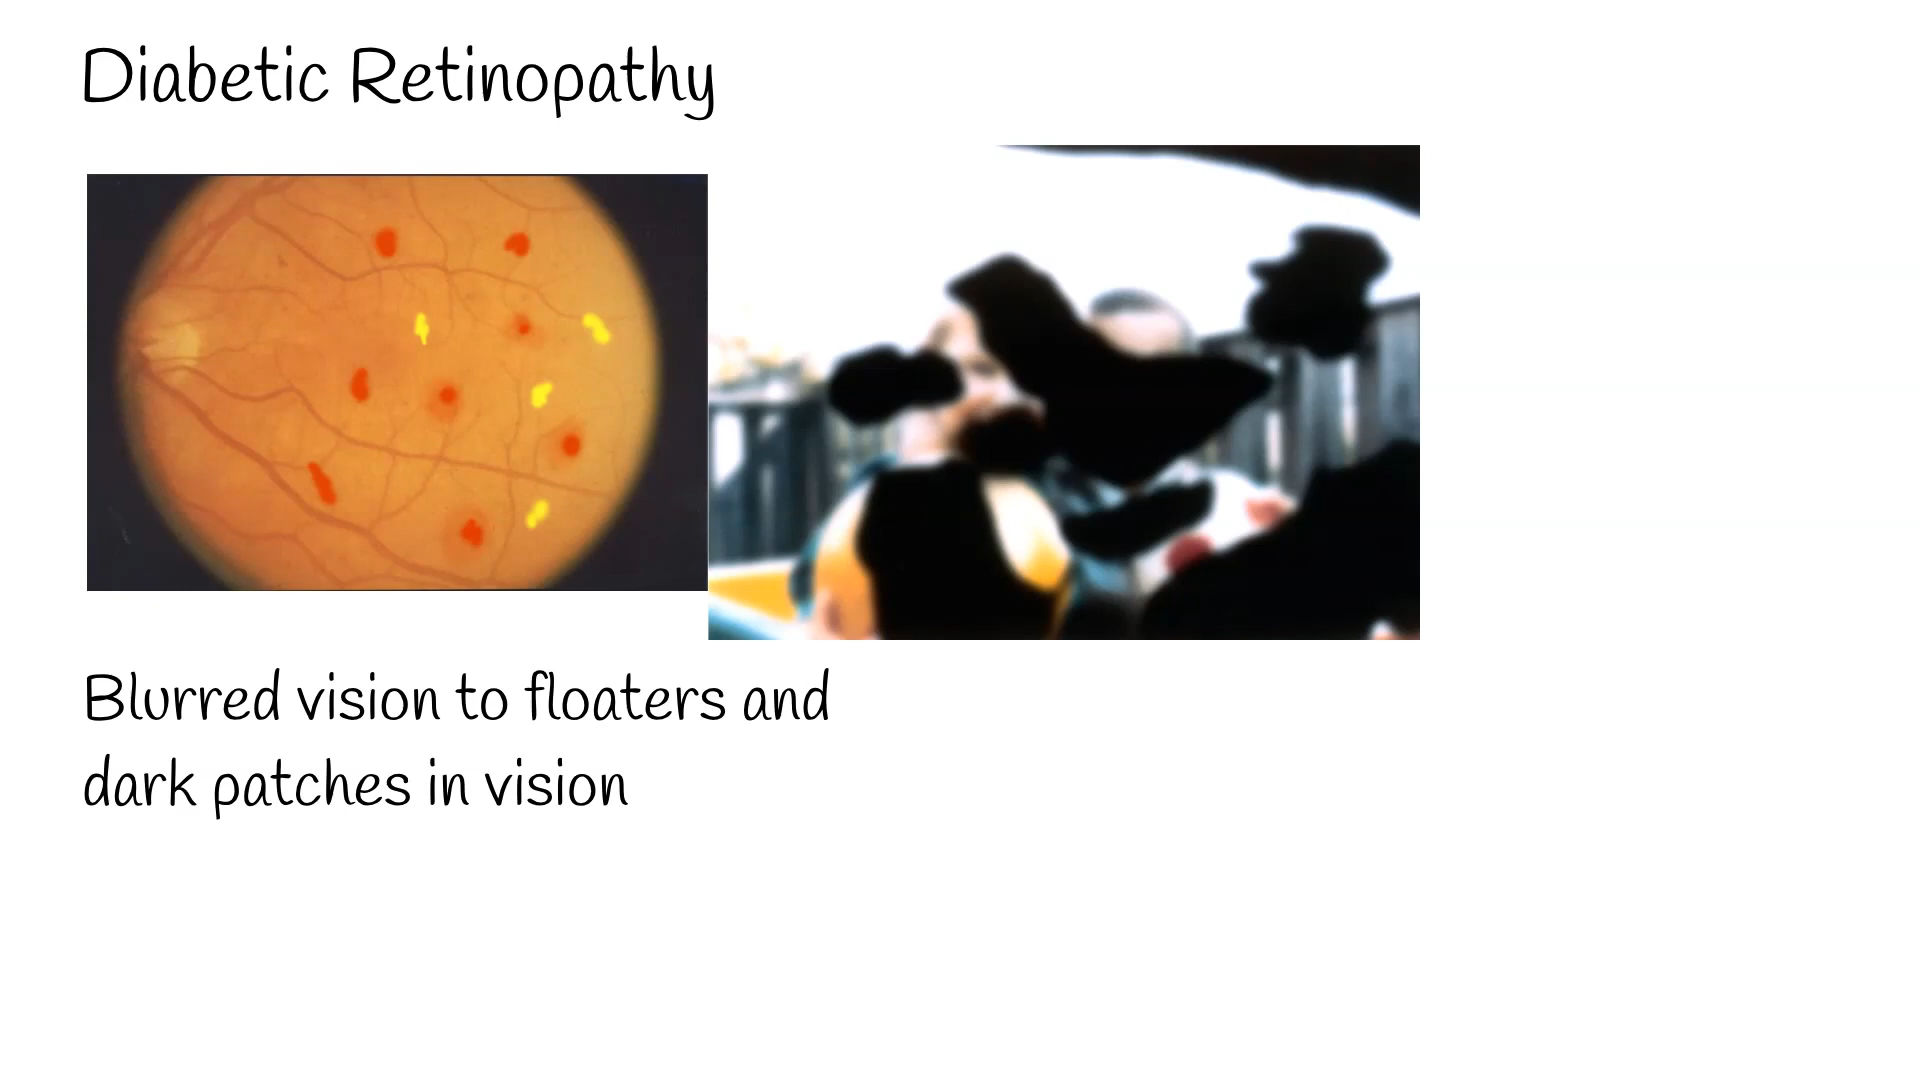 Diabetic Retinopathy
Blurred vision to floaters and
dark patches in vision